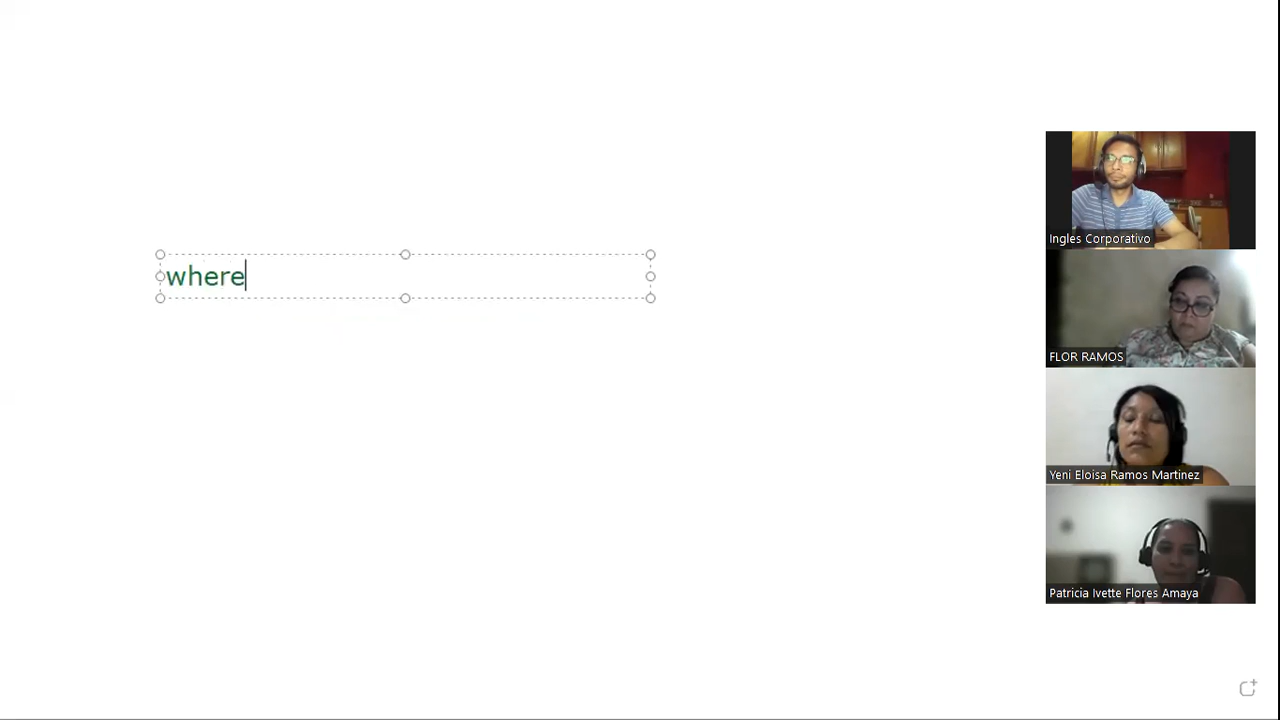 where
Ingles Corporativo
FLOR RAMOS
Yeni Eloisa Ramos Martinez
Patricia Ivette Flores Amaya